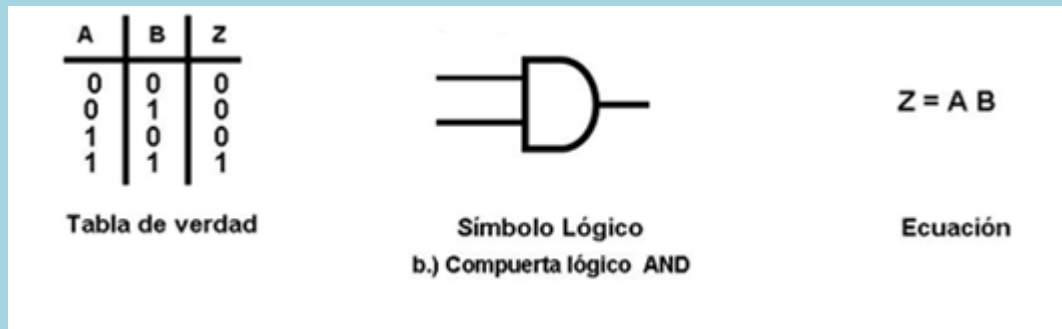 A B Z
0 0 0
0 1 0
1 0 0
1 1 1
Tabla de verdad
Símbolo Lógico
b.) Compuerta lógico AND
Z = A B
Ecuación